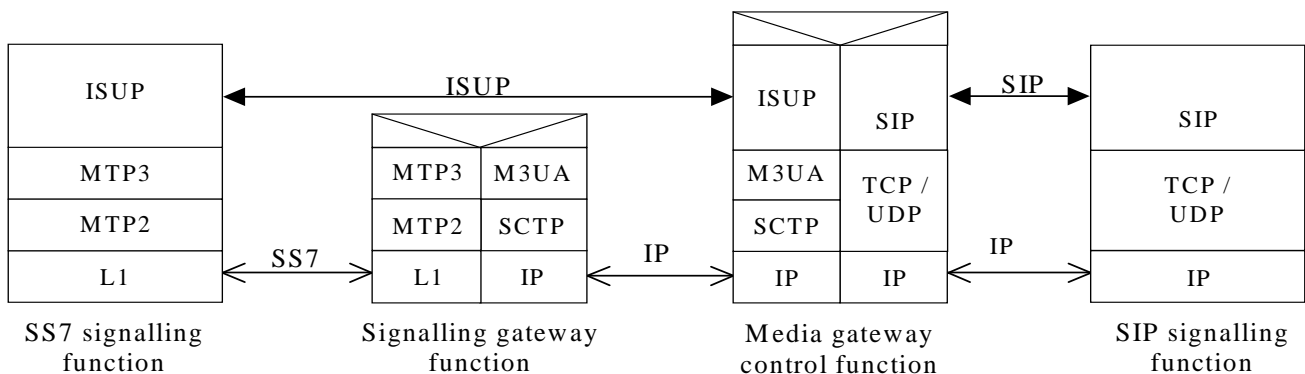 ISUP
MTP3
MTP2
L1
SS7 signalling
function
ISUP
SS7
MTP3
M3UA
MTP2
SCTP
L1
IP
Signalling gateway
function
IP
ISUP
SIP
M3UA
SCTP
TCP /
UDP
IP
IP
Media gateway
control function
SIP
IP
SIP
TCP /
UDP
IP
SIP signalling
function